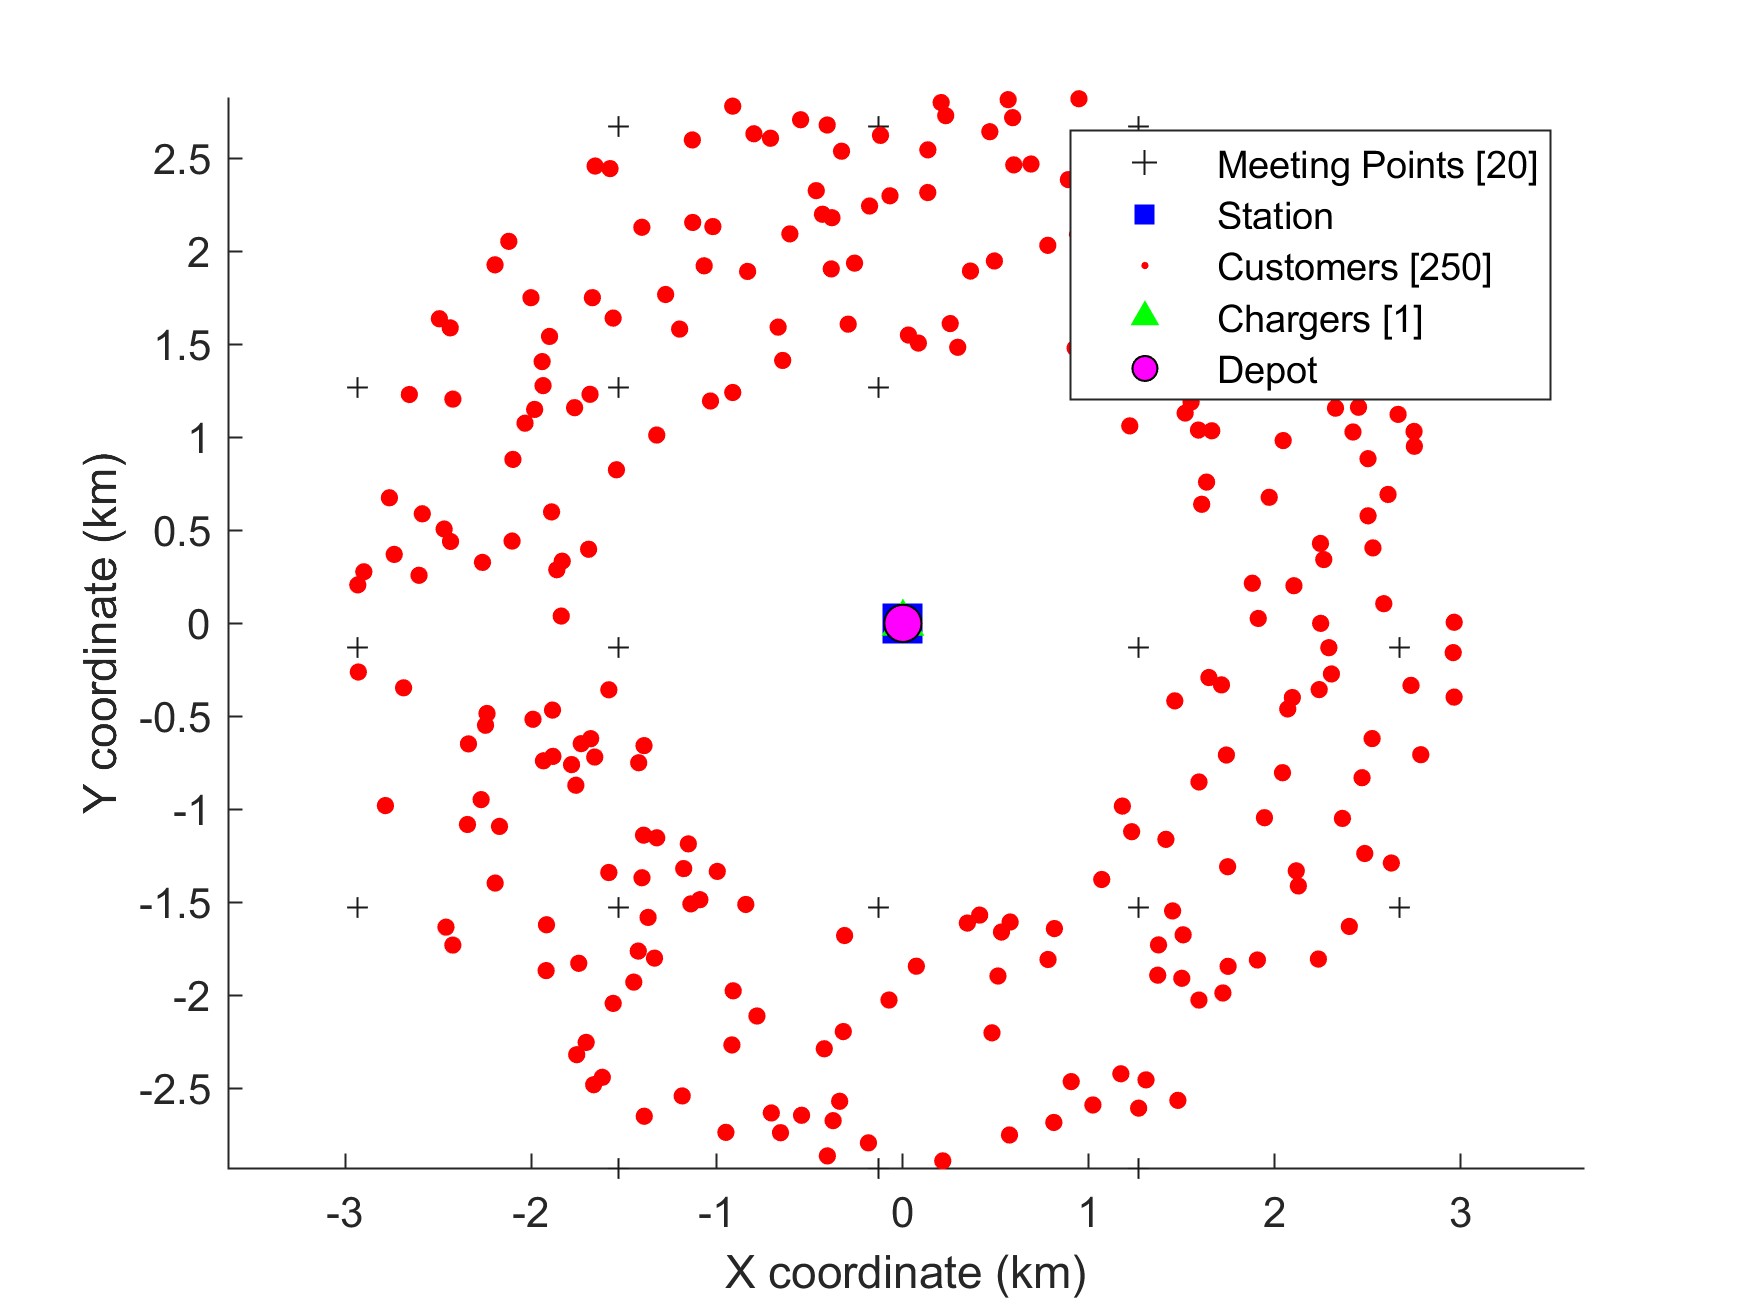 2.5
2
1.5
1
0.5
0
-0.5
-1
-1.5
-2
-2.5
Y coordinate (km)
Meeting Points [20]
Station
Customers [250]
Chargers [1]
Depot
-3 -2 -1 0 1 2 3
X coordinate (km)